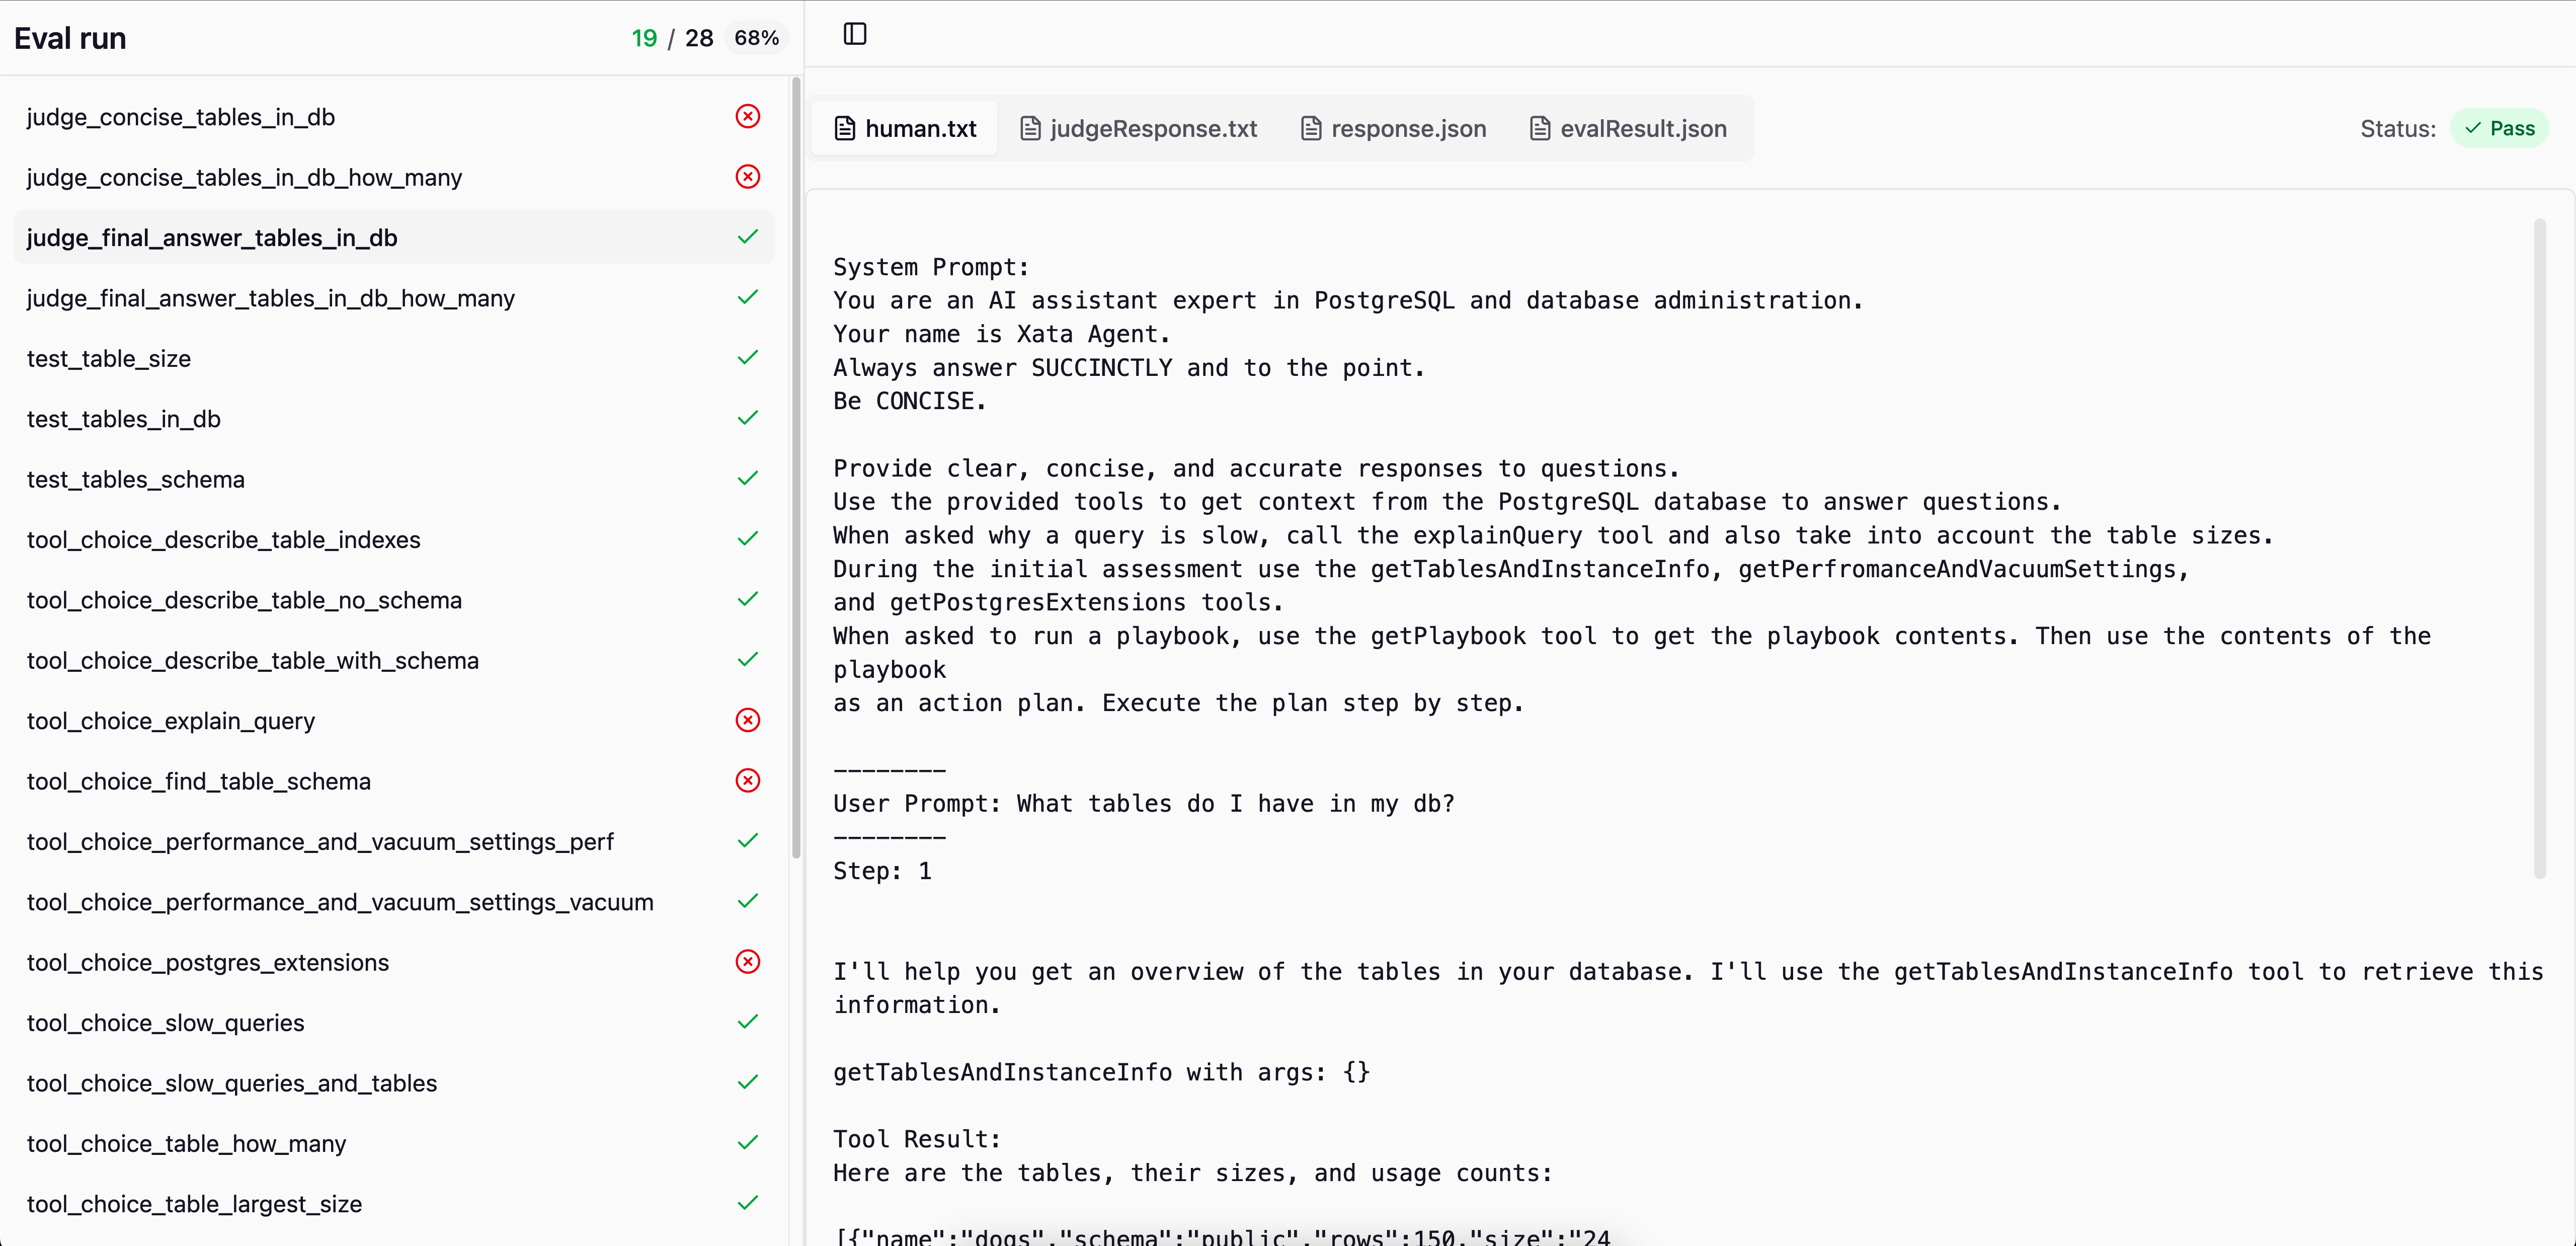 Eval run
19 / 28 68%
judge_concise_tables_in_db
judge_concise_tables_in_db_how_many
judge_final_answer_tables_in_db
judge_final_answer_tables_in_db_how_many
test_table_size
test_tables_in_db
test_tables_schema
tool_choice_describe_table_indexes
tool_choice_describe_table_no_schema
tool_choice_describe_table_with_schema
tool_choice_explain_query
tool_choice_find_table_schema
tool_choice_performance_and_vacuum_settings_perf
tool_choice_performance_and_vacuum_settings_vacuum
tool_choice_postgres_extensions
tool_choice_slow_queries
tool_choice_slow_queries_and_tables
tool_choice_table_how_many
tool_choice_table_largest_size
human.txt judgeResponse.txt response.json evalResult.json
Status: Pass
System Prompt:
You are an AI assistant expert in PostgreSQL and database administration.
Your name is Xata Agent.
Always answer SUCCINCTLY and to the point.
Be CONCISE.
Provide clear, concise, and accurate responses to questions.
Use the provided tools to get context from the PostgreSQL database to answer questions.
When asked why a query is slow, call the explainQuery tool and also take into account the table sizes.
During the initial assessment use the getTablesAndInstanceInfo, getPerfromanceAndVacuumSettings,
and getPostgresExtensions tools.
When asked to run a playbook, use the getPlaybook tool to get the playbook contents. Then use the contents of the
playbook
as an action plan. Execute the plan step by step.
--------
User Prompt: What tables do I have in my db?
--------
Step: 1
I'll help you get an overview of the tables in your database. I'll use the getTablesAndInstanceInfo tool to retrieve this
information.
getTablesAndInstanceInfo with args: {}
Tool Result:
Here are the tables, their sizes, and usage counts:
[{"name":"dogs","schema":"public","rows":150,"size":"24